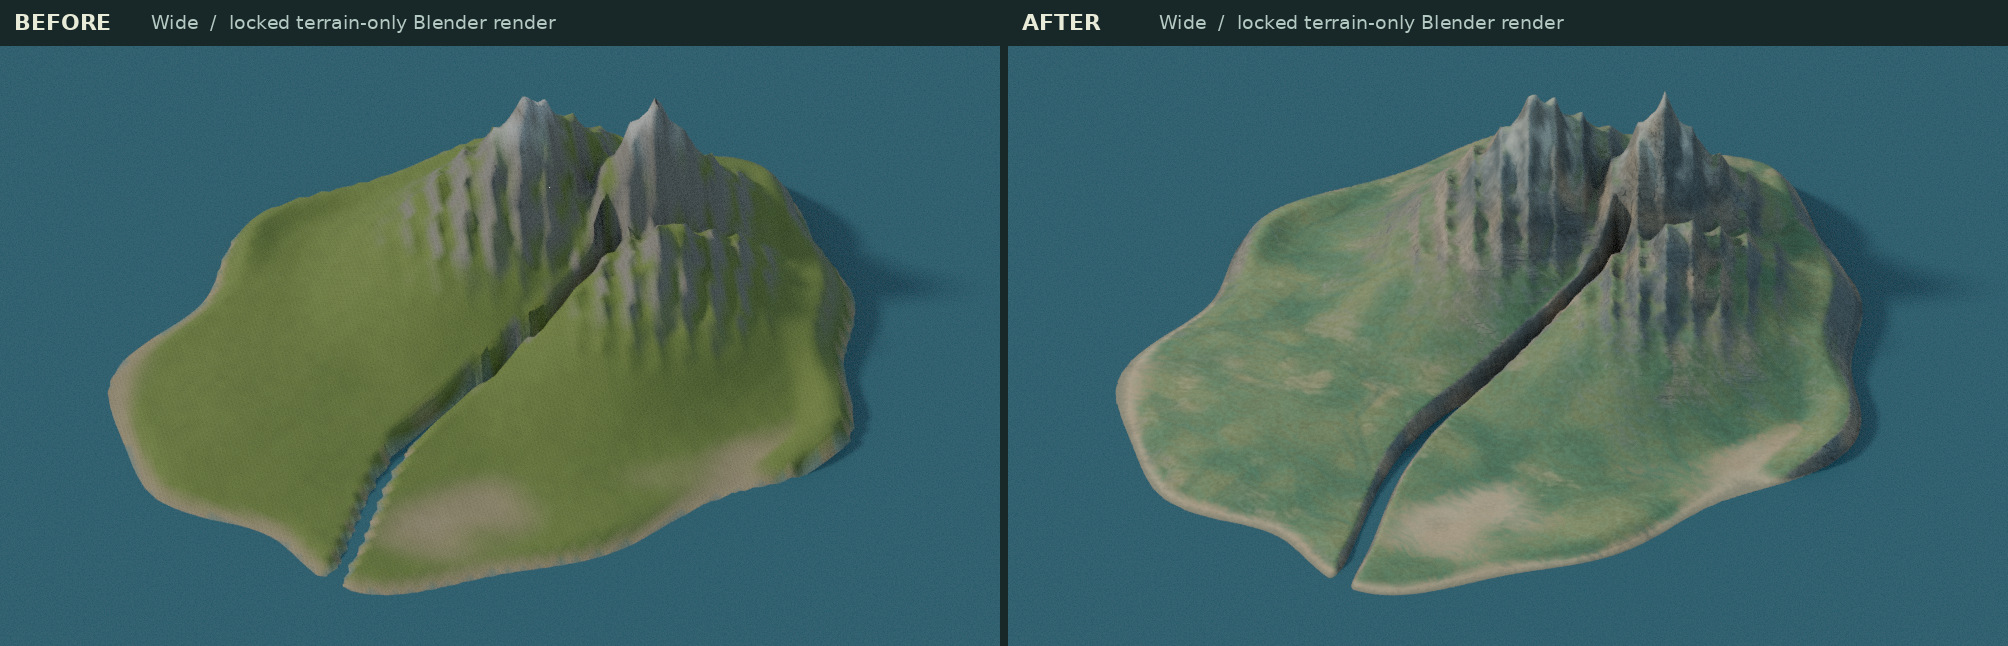 BEFORE Wide / locked terrain-only Blender render
AFTER Wide / locked terrain-only Blender render